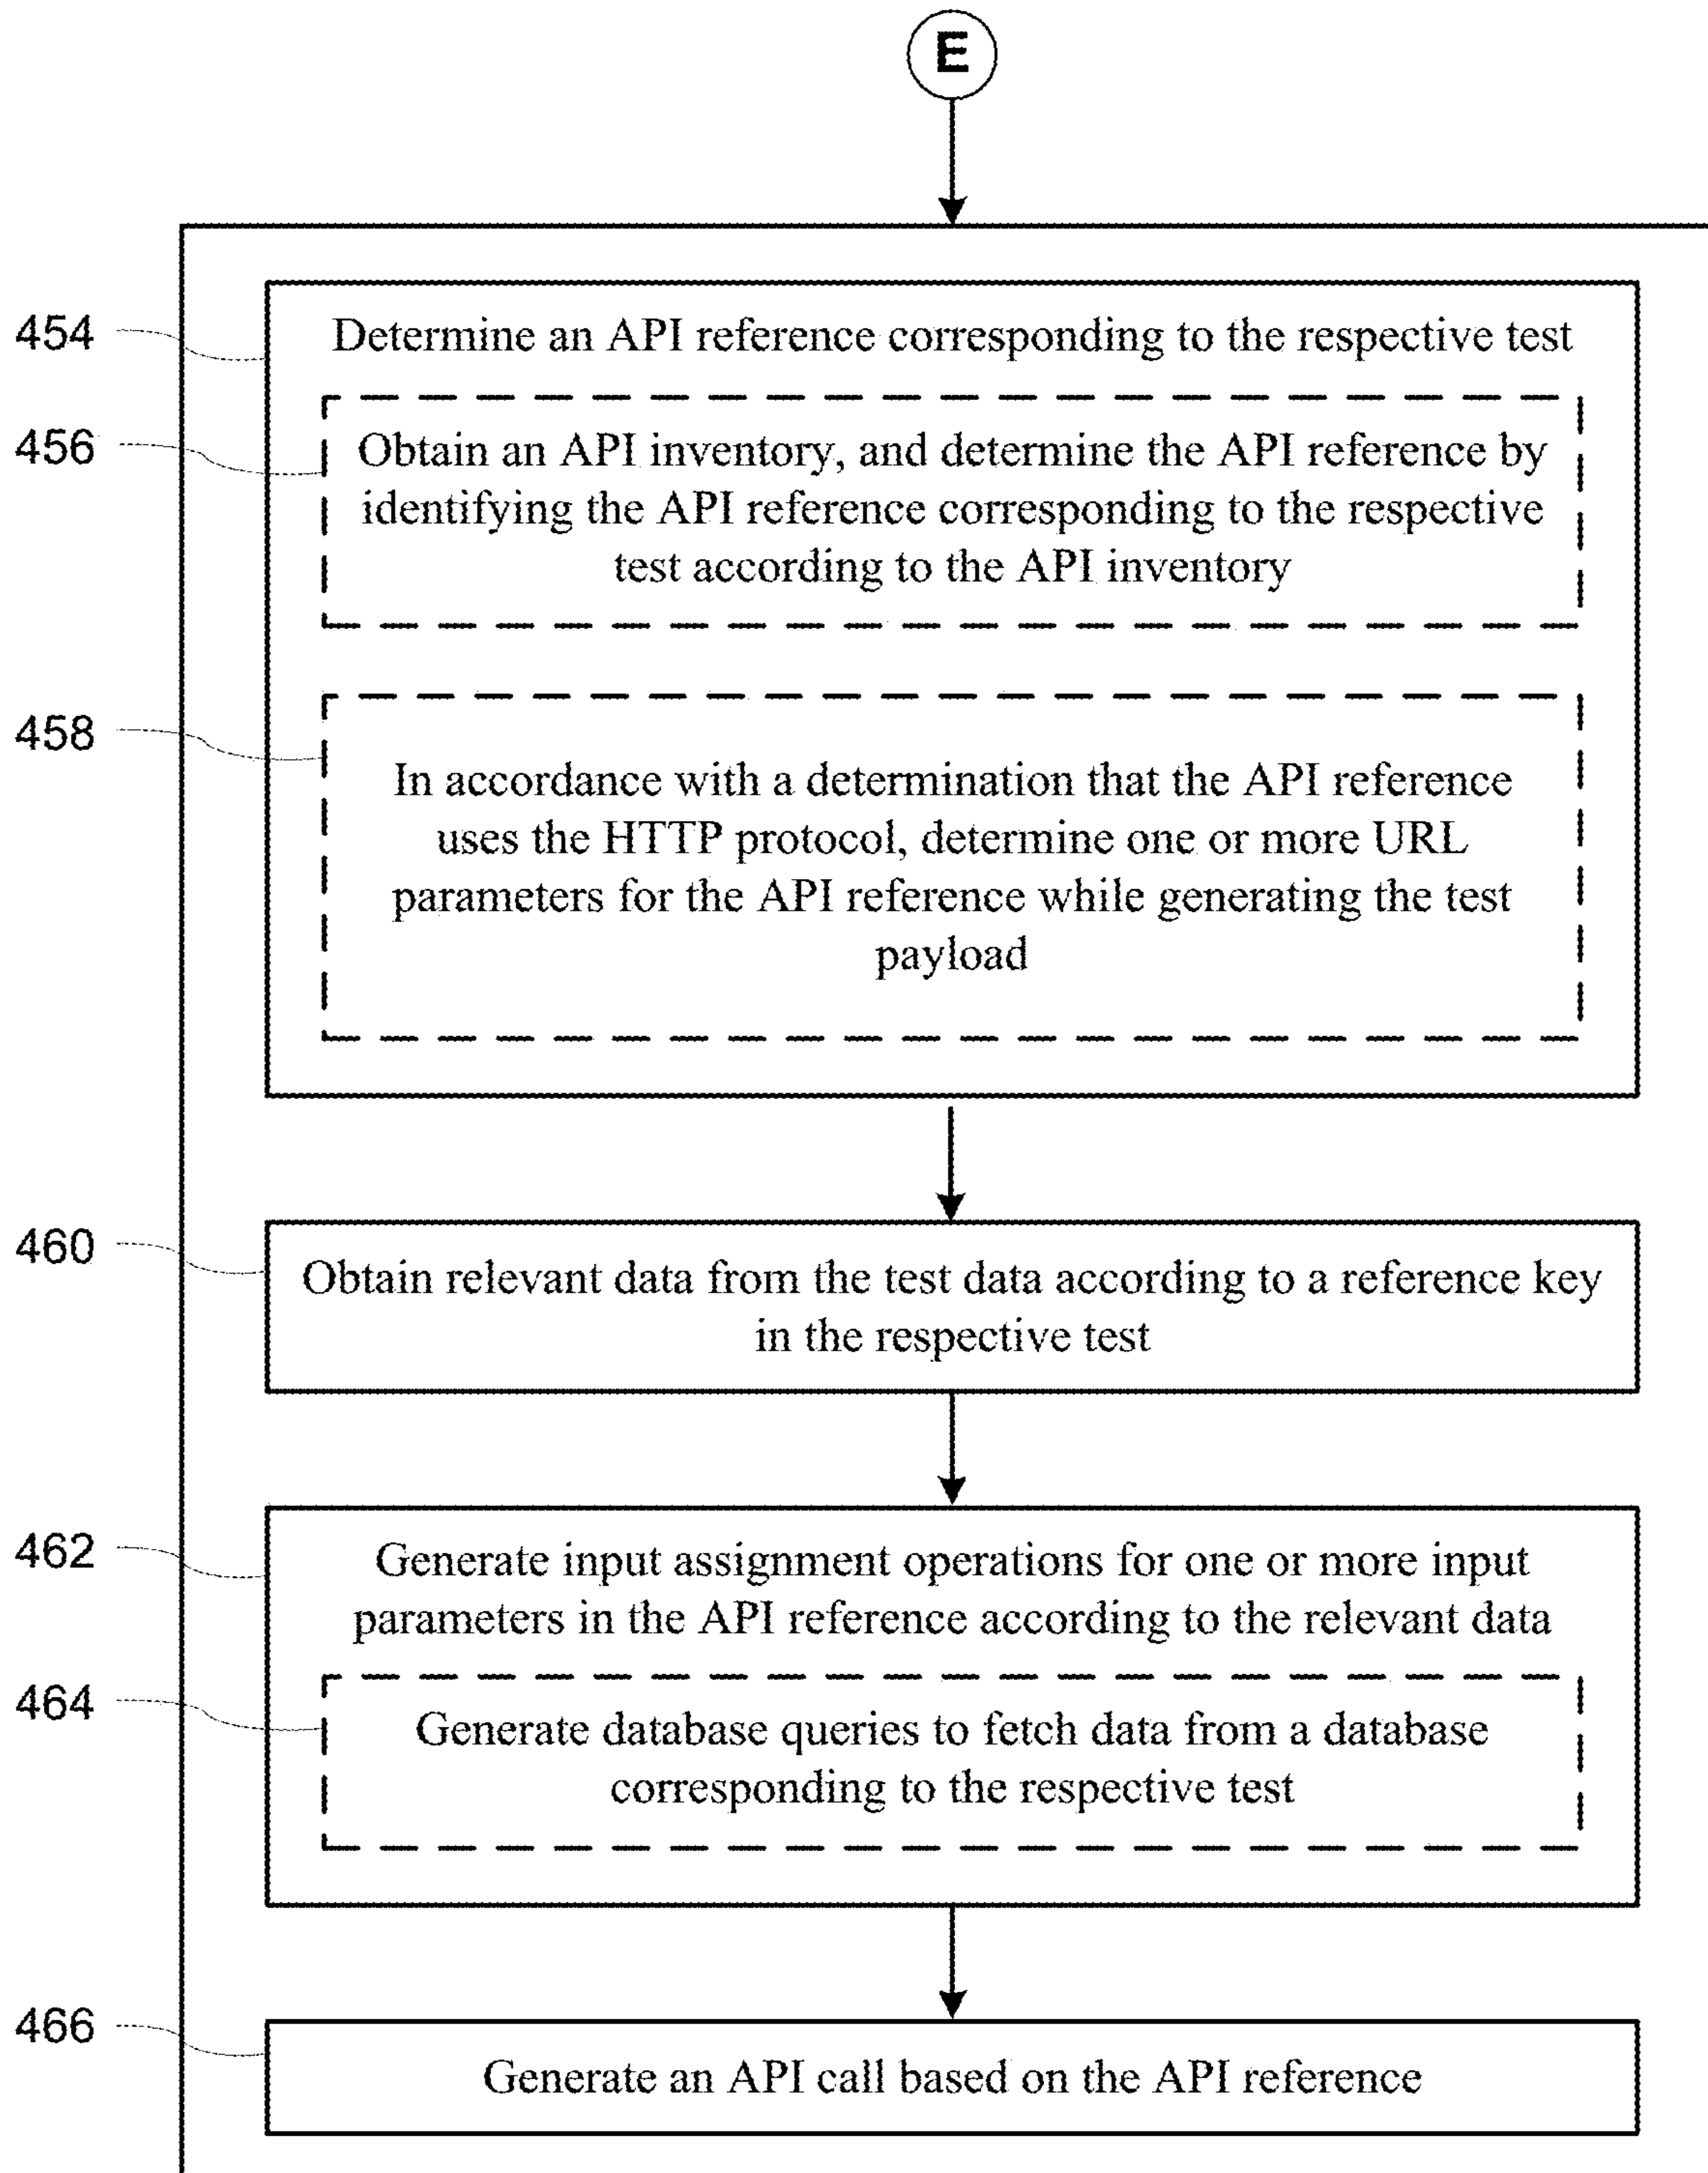 E
454
Determine an API reference corresponding to the respective test
456
Obtain an API inventory, and determine the API reference by
identifying the API reference corresponding to the respective
test according to the API inventory
458
In accordance with a determination that the API reference
uses the HTTP protocol, determine one or more URL
parameters for the API reference while generating the test
payload
460
Obtain relevant data from the test data according to a reference key
in the respective test
462
Generate input assignment operations for one or more input
parameters in the API reference according to the relevant data
464
Generate database queries to fetch data from a database
corresponding to the respective test
466
Generate an API call based on the API reference